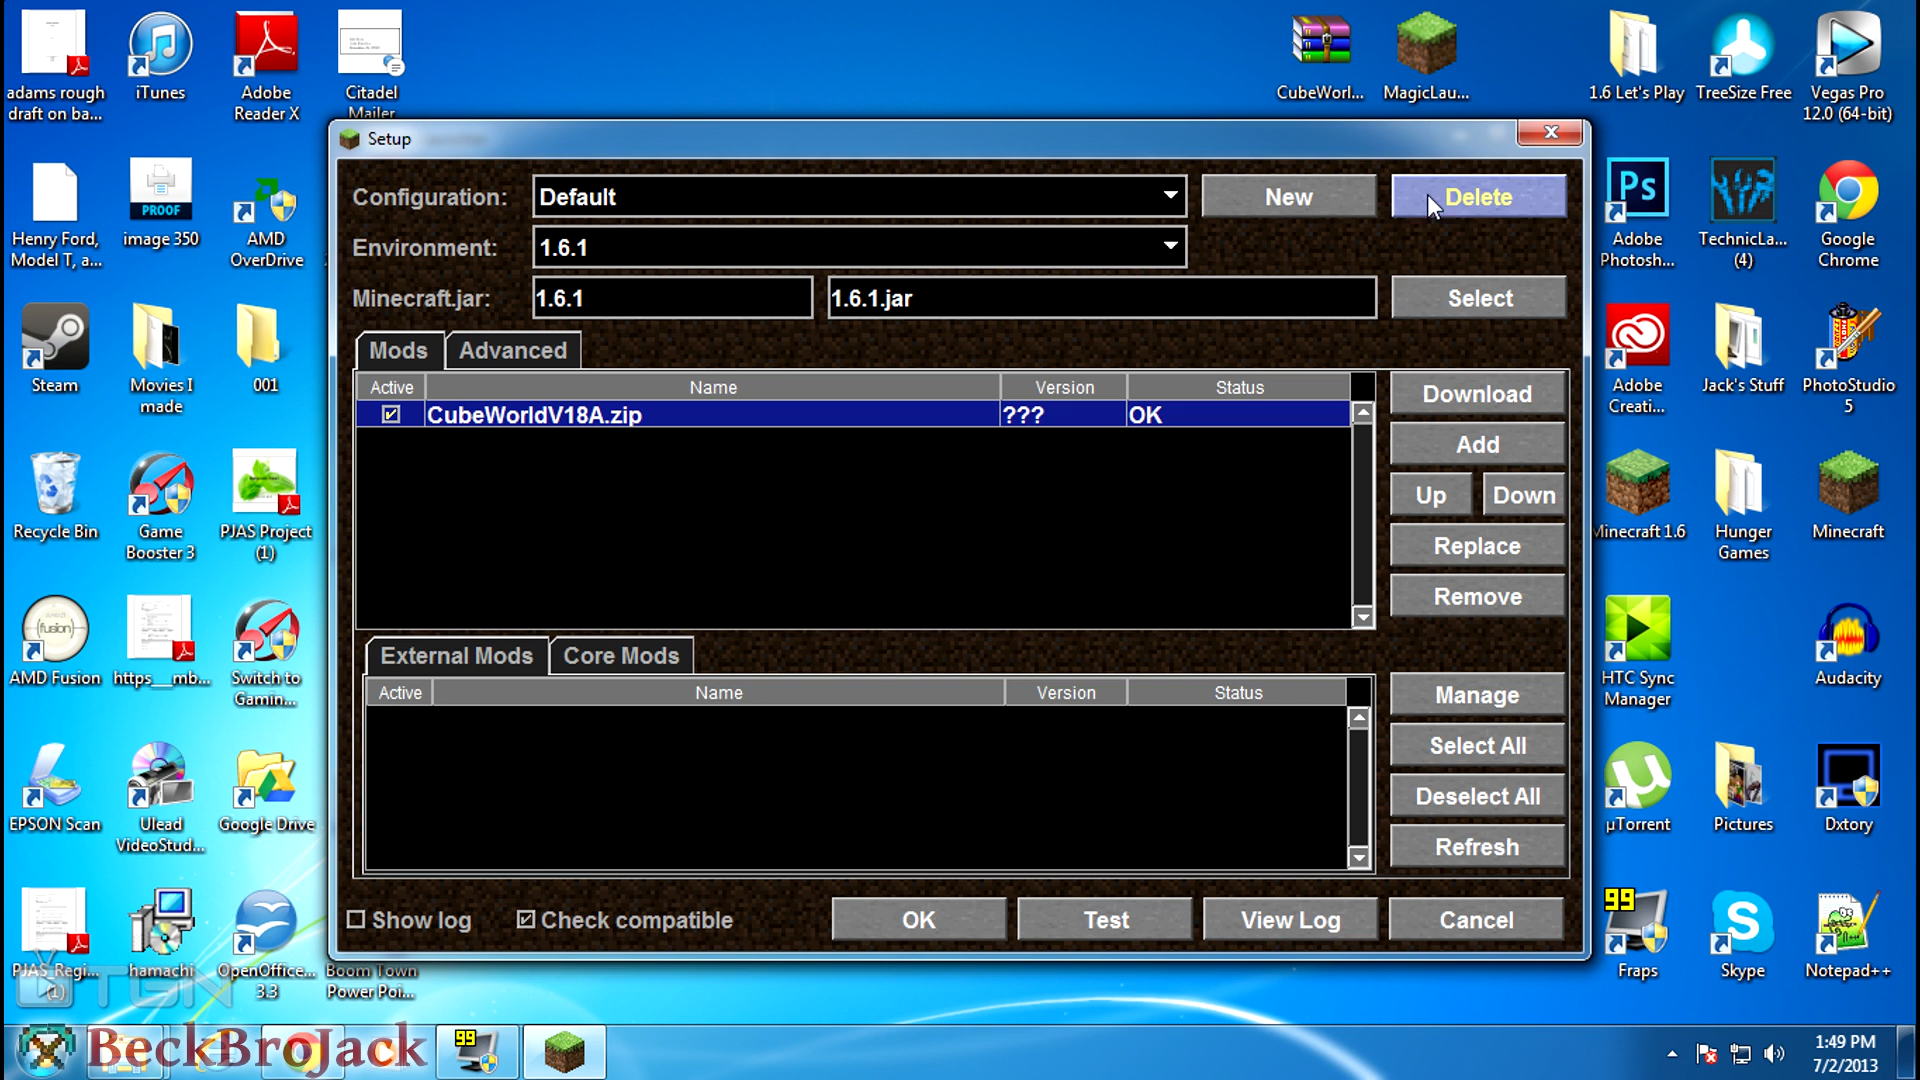 adams rough
draft on ba...
iTunes
Adobe
Reader X
Citadel
Mailer
CubeWorl...
MagicLau...
1.6 Let's Play
TreeSize Free
Vegas Pro
12.0 (64-bit)
Setup
Configuration:
Default
New
Delete
Environment:
1.6.1
Minecraft.jar:
1.6.1
1.6.1.jar
Select
Mods
Advanced
Active
Name
Version
Status
CubeWorldV18A.zip
???
OK
Download
Add
Up
Down
Replace
Remove
External Mods
Core Mods
Active
Name
Version
Status
Manage
Select All
Deselect All
Refresh
Show log
Check compatible
OK
Test
View Log
Cancel
Henry Ford,
Model T, a...
PROOF
image 350
AMD
OverDrive
Steam
Movies I
made
001
Recycle Bin
Game
Booster 3
PJAS Project
(1)
fusion
AMD Fusion
https___mb...
Switch to
Gamin...
EPSON Scan
Ulead
VideoStud...
Google Drive
PJAS_Regi...
(1)
hamachi
OpenOffice...
3.3
Boom Town
Power Poi...
Ps
Adobe
Photosh...
TechnicLa...
(4)
Google
Chrome
Adobe
Creati...
Jack's Stuff
PhotoStudio
5
Minecraft 1.6
Hunger
Games
Minecraft
HTC Sync
Manager
Audacity
µTorrent
Pictures
Dxtory
99
Fraps
Skype
Notepad++
TGN
BeckBroJack
99
1:49 PM
7/2/2013